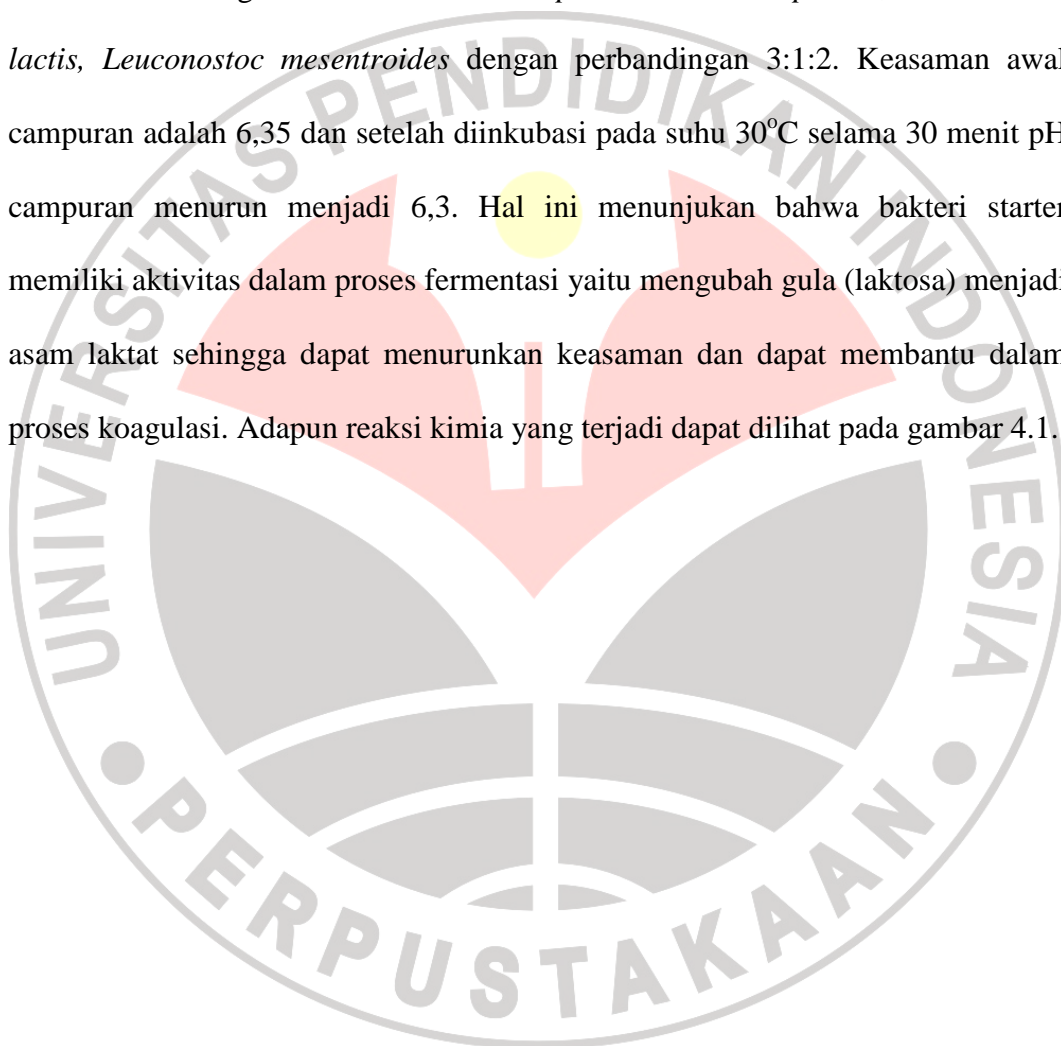 lactis, Leuconostoc mesentroides dengan perbandingan 3:1:2. Keasaman awal
campuran adalah 6,35 dan setelah diinkubasi pada suhu 30°C selama 30 menit pH
campuran menurun menjadi 6,3. Hal ini menunjukan bahwa bakteri starter
memiliki aktivitas dalam proses fermentasi yaitu mengubah gula (laktosa) menjadi
asam laktat sehingga dapat menurunkan keasaman dan dapat membantu dalam
proses koagulasi. Adapun reaksi kimia yang terjadi dapat dilihat pada gambar 4.1.
UNIVERSITAS PENDIDIKAN INDONESIA
PERPUSTAKAAN